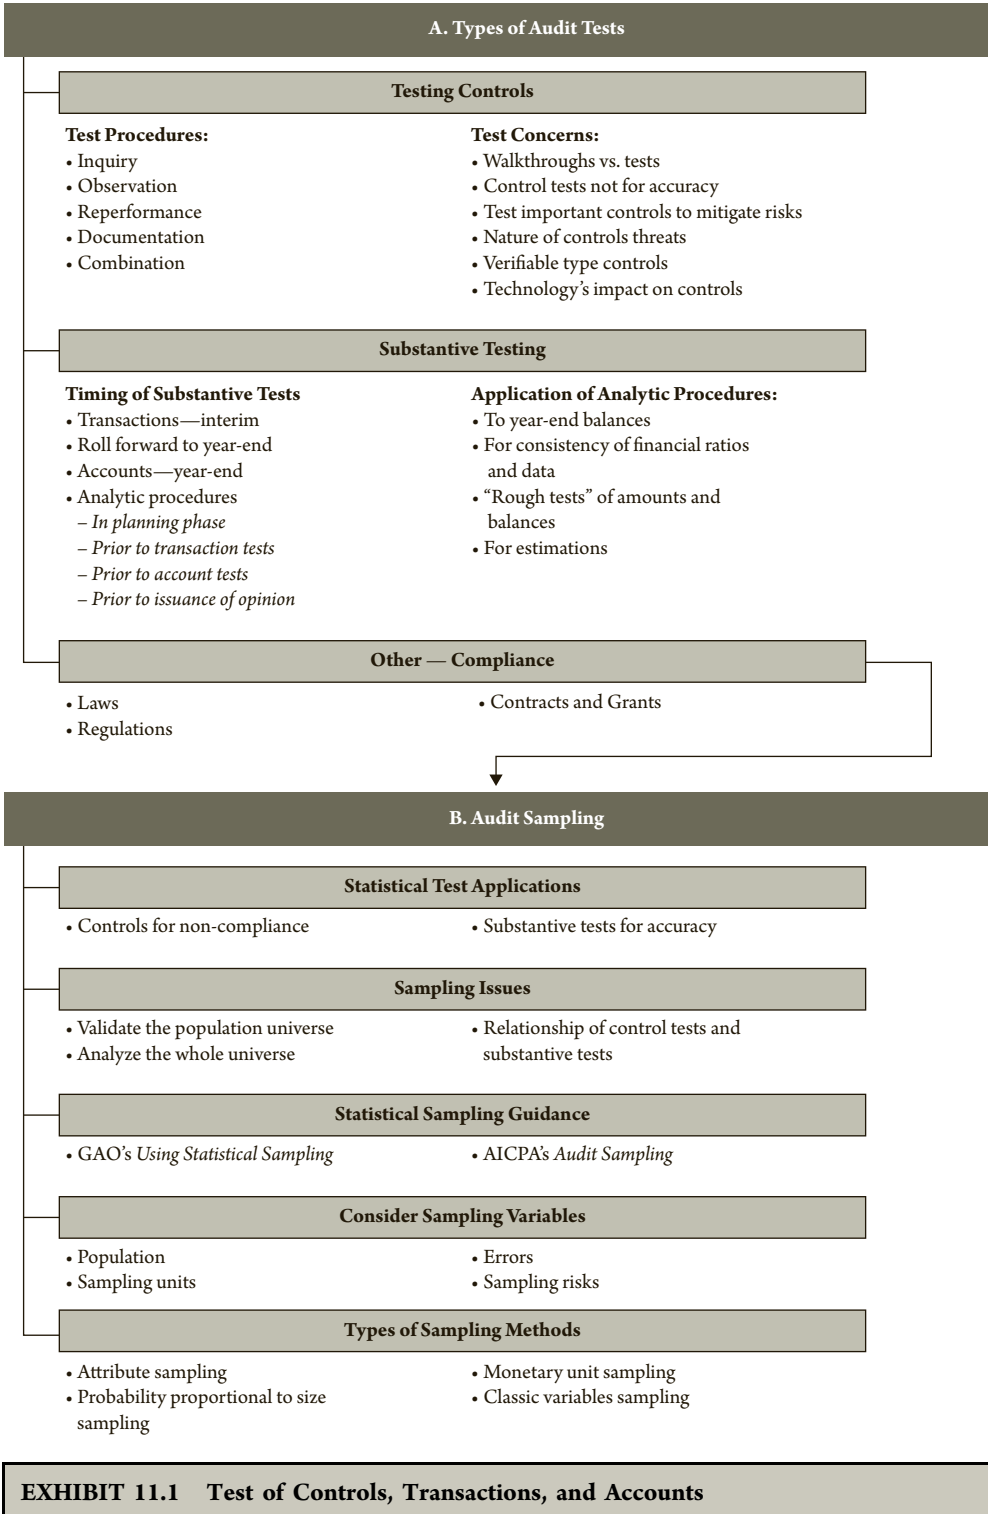 A. Types of Audit Tests
Testing Controls
Test Procedures:
• Inquiry
• Observation
• Reperformance
• Documentation
• Combination
Test Concerns:
• Walkthroughs vs. tests
• Control tests not for accuracy
• Test important controls to mitigate risks
• Nature of controls threats
• Verifiable type controls
• Technology’s impact on controls
Substantive Testing
Timing of Substantive Tests
• Transactions—interim
• Roll forward to year-end
• Accounts—year-end
• Analytic procedures
– In planning phase
– Prior to transaction tests
– Prior to account tests
– Prior to issuance of opinion
Application of Analytic Procedures:
• To year-end balances
• For consistency of financial ratios
and data
• “Rough tests” of amounts and
balances
• For estimations
Other — Compliance
• Laws
• Regulations
• Contracts and Grants
B. Audit Sampling
Statistical Test Applications
• Controls for non-compliance
• Substantive tests for accuracy
Sampling Issues
• Validate the population universe
• Analyze the whole universe
• Relationship of control tests and
substantive tests
Statistical Sampling Guidance
• GAO’s Using Statistical Sampling
• AICPA’s Audit Sampling
Consider Sampling Variables
• Population
• Sampling units
• Errors
• Sampling risks
Types of Sampling Methods
• Attribute sampling
• Probability proportional to size
sampling
• Monetary unit sampling
• Classic variables sampling
EXHIBIT 11.1 Test of Controls, Transactions, and Accounts